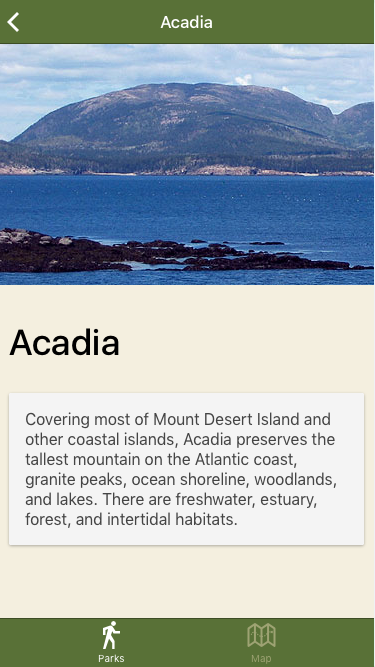 Acadia
Acadia
Covering most of Mount Desert Island and
other coastal islands, Acadia preserves the
tallest mountain on the Atlantic coast,
granite peaks, ocean shoreline, woodlands,
and lakes. There are freshwater, estuary,
forest, and intertidal habitats.
Parks
Map